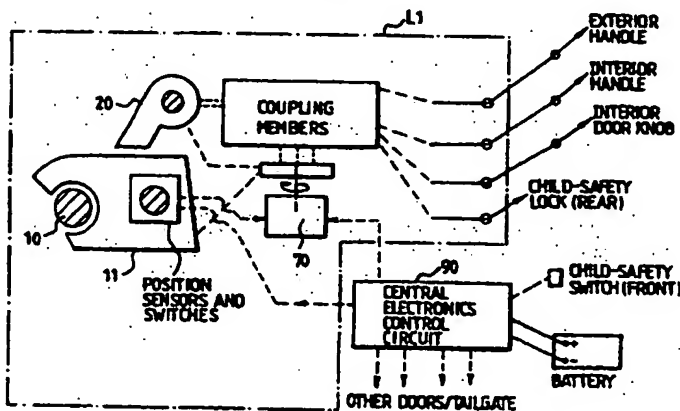 L1
EXTERIOR
HANDLE
INTERIOR
HANDLE
INTERIOR
DOOR KNOB
CHILD-SAFETY
LOCK (REAR)
20
COUPLING
MEMBERS
10
11
70
POSITION
SENSORS AND
SWITCHES
90
CENTRAL
ELECTRONICS
CONTROL
CIRCUIT
CHILD-SAFETY
SWITCH (FRONT)
BATTERY
OTHER DOORS/TAILGATE